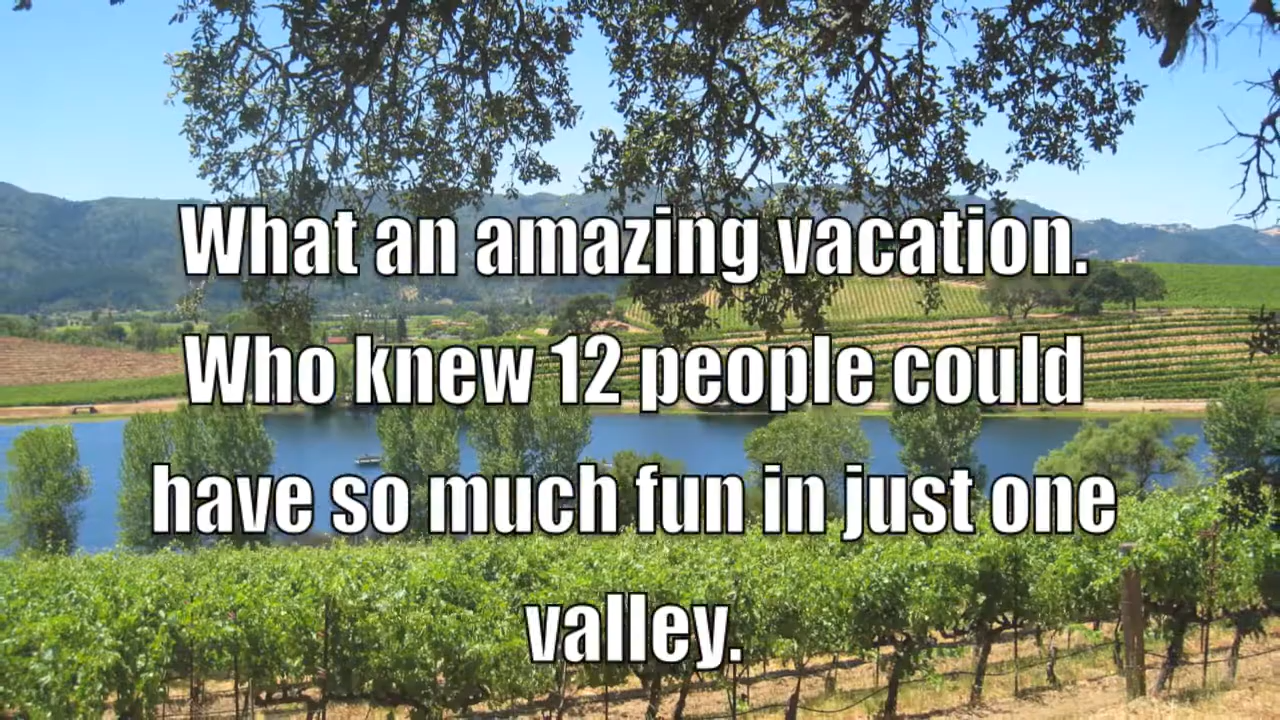 What an amazing vacation.
Who knew 12 people could
have so much fun in just one
valley.